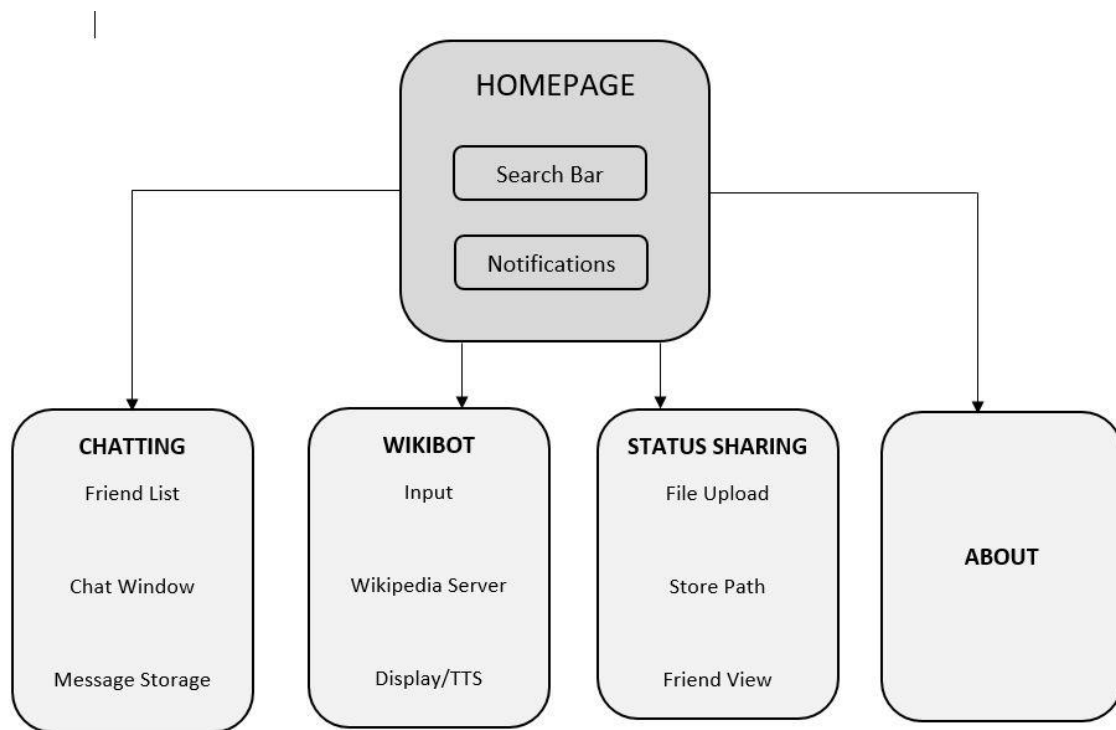 HOMEPAGE
Search Bar
Notifications
CHATTING
Friend List
Chat Window
Message Storage
WIKIBOT
Input
Wikipedia Server
Display/TTS
STATUS SHARING
File Upload
Store Path
Friend View
ABOUT